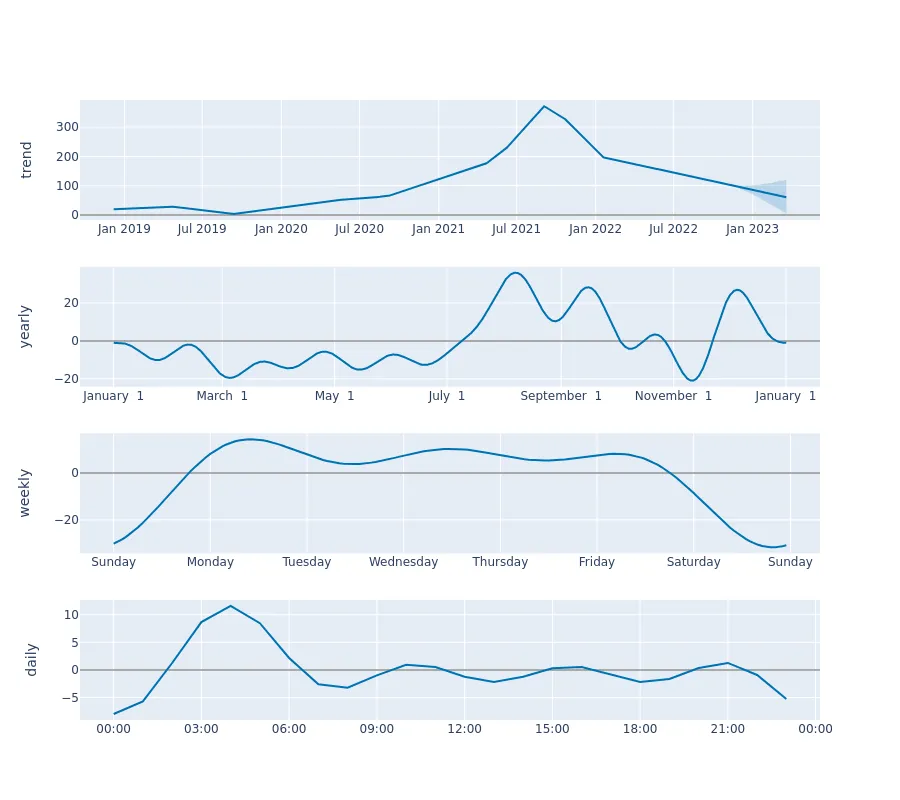 trend
300
200
100
0
Jan 2019 Jul 2019 Jan 2020 Jul 2020 Jan 2021 Jul 2021 Jan 2022 Jul 2022 Jan 2023
yearly
20
0
−20
January 1 March 1 May 1 July 1 September 1 November 1 January 1
weekly
0
−20
Sunday Monday Tuesday Wednesday Thursday Friday Saturday Sunday
daily
10
5
0
−5
00:00 03:00 06:00 09:00 12:00 15:00 18:00 21:00 00:00